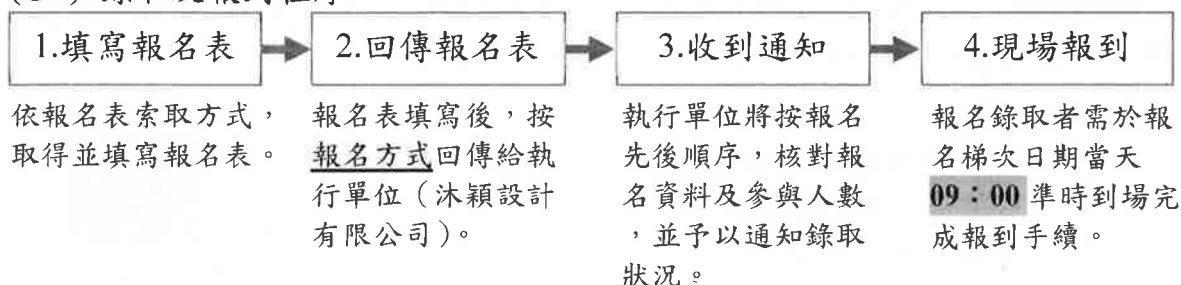 1.填寫報名表
2.回傳報名表
3.收到通知
4.現場報到
依報名表索取方式，
取得並填寫報名表。
報名表填寫後，按
報名方式回傳給執
行單位（沐穎設計
有限公司）。
執行單位將按報名
先後順序，核對報
名資料及參與人數
，並予以通知錄取
狀況。
報名錄取者需於報
名梯次日期當天
09：00 準時到場完
成報到手續。